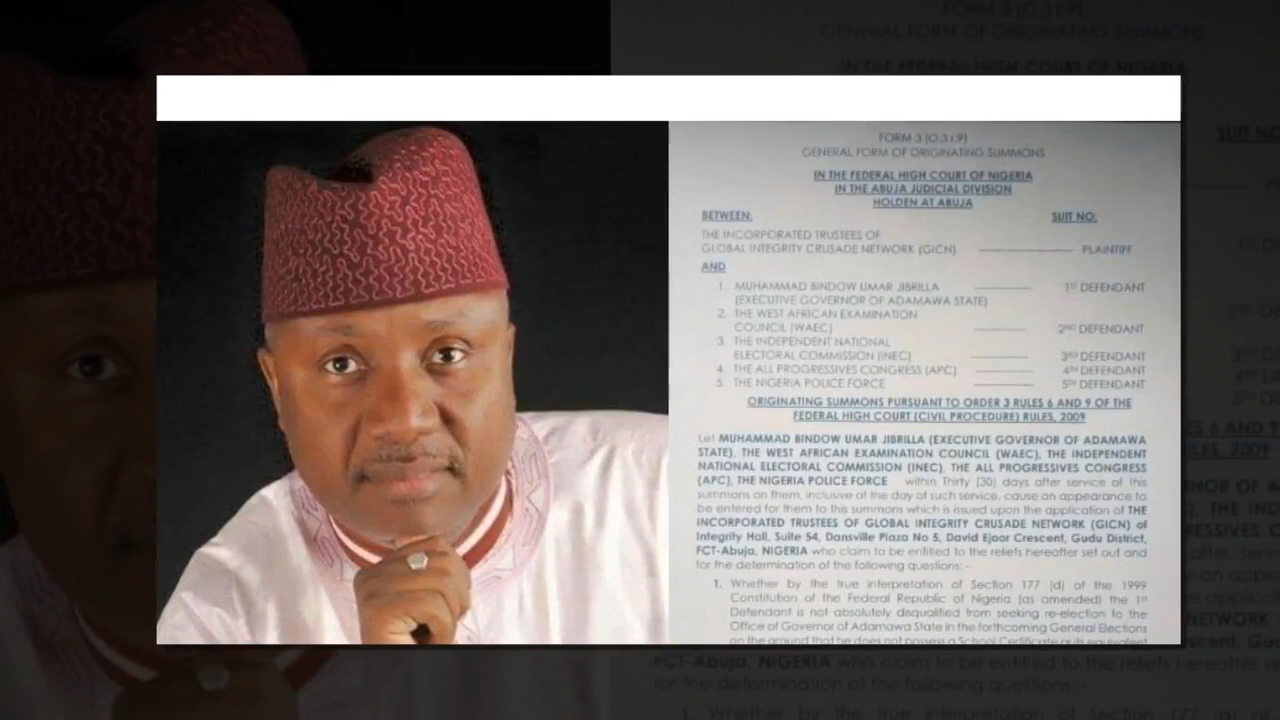 FORM 3 (O.3 r.9)
GENERAL FORM OF ORIGINATING SUMMONS
IN THE FEDERAL HIGH COURT OF NIGERIA
IN THE ABUJA JUDICIAL DIVISION
HOLDEN AT ABUJA
BETWEEN: SUIT NO:
THE INCORPORATED TRUSTEES OF
GLOBAL INTEGRITY CRUSADE NETWORK (GICN) PLAINTIFF
AND
1. MUHAMMAD BINDOW UMAR JIBRILLA 1ST DEFENDANT
(EXECUTIVE GOVERNOR OF ADAMAWA STATE)
2. THE WEST AFRICAN EXAMINATION
COUNCIL (WAEC) 2ND DEFENDANT
3. THE INDEPENDENT NATIONAL
ELECTORAL COMMISSION (INEC) 3RD DEFENDANT
4. THE ALL PROGRESSIVES CONGRESS (APC) 4TH DEFENDANT
5. THE NIGERIA POLICE FORCE 5TH DEFENDANT
ORIGINATING SUMMONS PURSUANT TO ORDER 3 RULES 6 AND 9 OF THE
FEDERAL HIGH COURT (CIVIL PROCEDURE) RULES, 2009
Let MUHAMMAD BINDOW UMAR JIBRILLA (EXECUTIVE GOVERNOR OF ADAMAWA
STATE), THE WEST AFRICAN EXAMINATION COUNCIL (WAEC), THE INDEPENDENT
NATIONAL ELECTORAL COMMISSION (INEC), THE ALL PROGRESSIVES CONGRESS
(APC), THE NIGERIA POLICE FORCE within Thirty (30) days after service of this
summons on them, inclusive of the day of such service, cause an appearance to
be entered for them to this summons which is issued upon the application of THE
INCORPORATED TRUSTEES OF GLOBAL INTEGRITY CRUSADE NETWORK (GICN) of
Integrity Hall, Suite 54, Dansville Plaza No 5, David Ejoor Crescent, Gudu District,
FCT-Abuja, NIGERIA who claim to be entitled to the reliefs hereafter set out and
for the determination of the following questions: -
1. Whether by the true interpretation of Section 177 (d) of the 1999
Constitution of the Federal Republic of Nigeria (as amended) the 1st
Defendant is not absolutely disqualified from seeking re-election to the
Office of Governor of Adamawa State in the forthcoming General Elections
on the ground that he does not possess a School Certificate or its equivalent